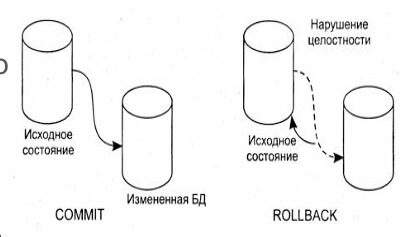 Исходное
состояние
Измененная БД
COMMIT
Нарушение
целостности
Исходное
состояние
ROLLBACK